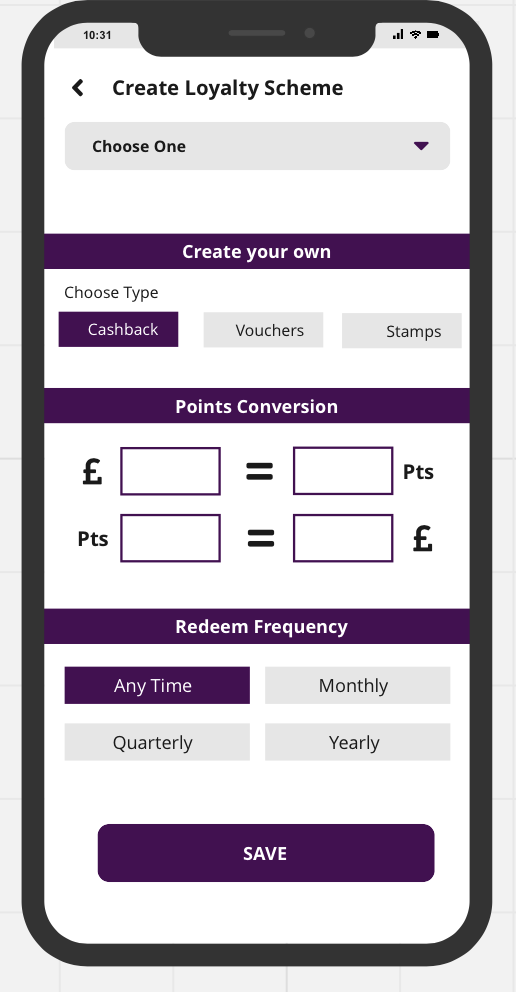 10:31
Create Loyalty Scheme
Choose One
Create your own
Choose Type
Cashback Vouchers Stamps
Points Conversion
£ = Pts
Pts = £
Redeem Frequency
Any Time Monthly
Quarterly Yearly
SAVE